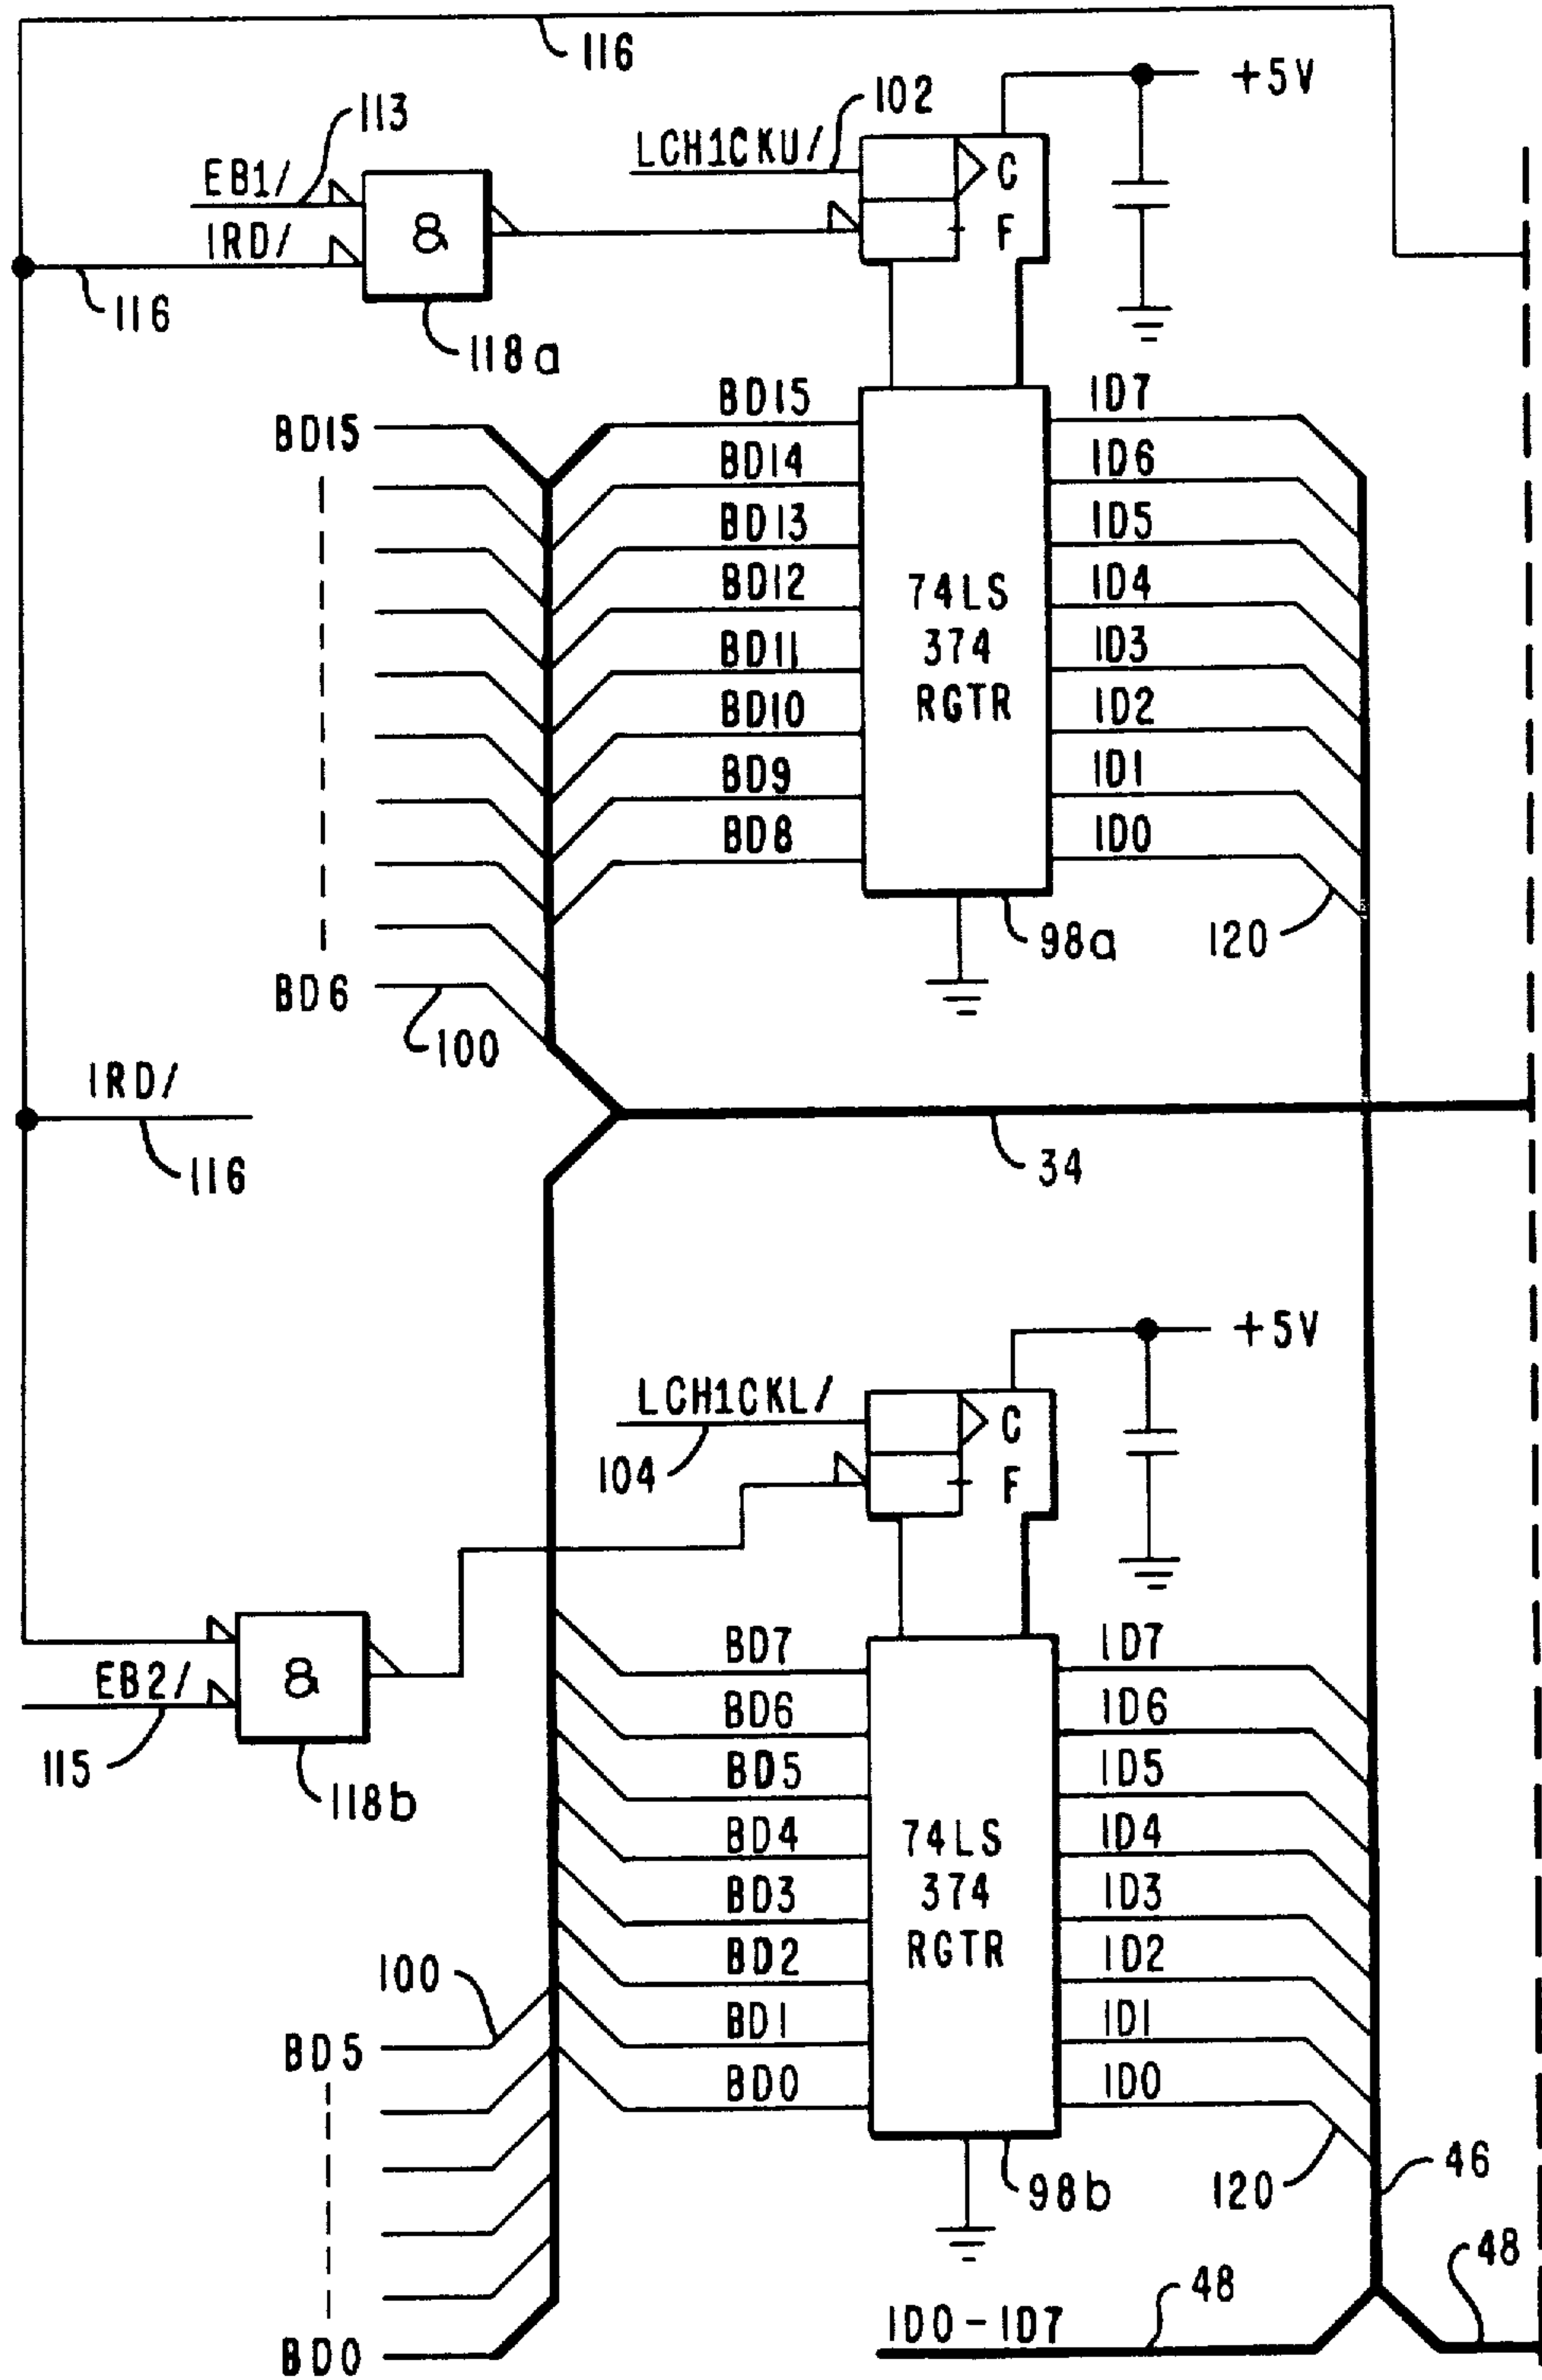 116
+5V
102
113
LCH1CKU/
C
EB1/
&
F
IRD/
116
118a
BD15
BD15
ID7
BD14
ID6
BD13
ID5
BD12
ID4
74LS
374
RGTR
BD11
ID3
BD10
ID2
BD9
ID1
BD8
ID0
98a
120
BD6
100
IRD/
116
34
+5V
LCH1CKL/
C
104
F
BD7
ID7
EB2/
&
BD6
ID6
115
118b
BD5
ID5
BD4
ID4
74LS
374
RGTR
BD3
ID3
BD2
ID2
100
BD1
ID1
BD5
BD0
ID0
98b
120
46
48
48
ID0-ID7
BD0